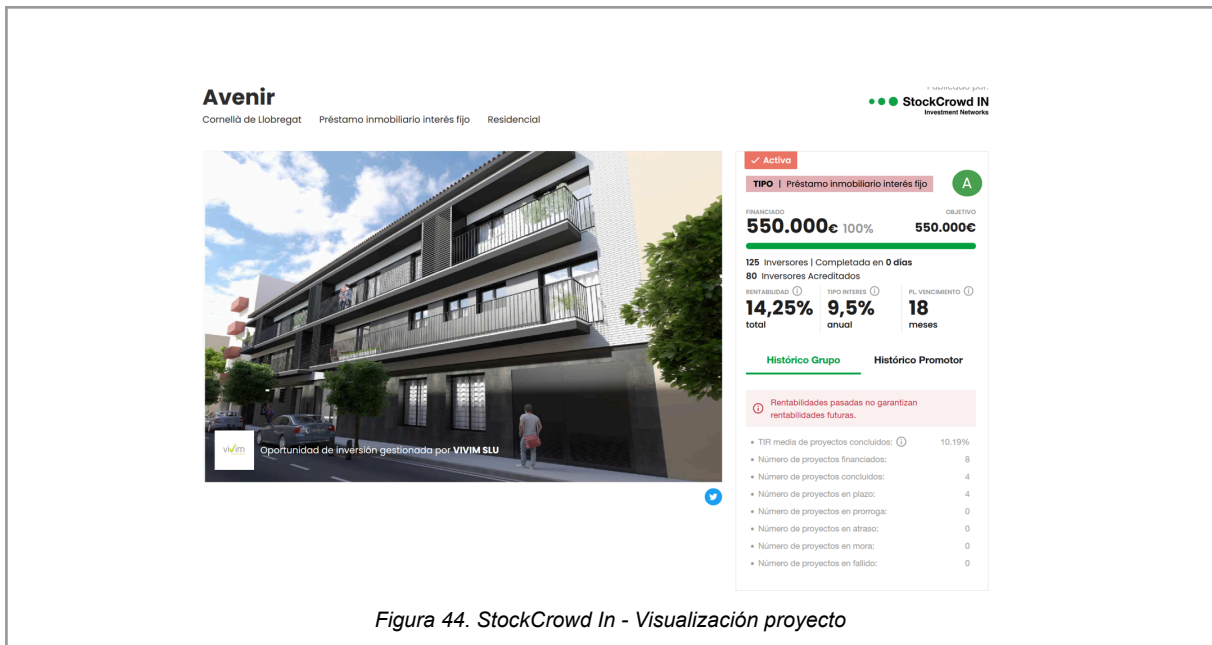 Avenir
Cornellà de Llobregat Préstamo inmobiliario interés fijo Residencial
Publicado por:
StockCrowd IN
Investment Networks
vivim
Oportunidad de inversión gestionada por VIVIM SLU
✓ Activa
TIPO | Préstamo inmobiliario interés fijo
A
FINANCIADO OBJETIVO
550.000€ 100% 550.000€
125 Inversores | Completada en 0 días
80 Inversores Acreditados
RENTABILIDAD TIPO INTERES PL. VENCIMIENTO
14,25% 9,5% 18
total anual meses
Histórico Grupo Histórico Promotor
Rentabilidades pasadas no garantizan
rentabilidades futuras.
• TIR media de proyectos concluidos: 10.19%
• Número de proyectos financiados: 8
• Número de proyectos concluidos: 4
• Número de proyectos en plazo: 4
• Número de proyectos en prorroga: 0
• Número de proyectos en atraso: 0
• Número de proyectos en mora: 0
• Número de proyectos en fallido: 0
Figura 44. StockCrowd In - Visualización proyecto